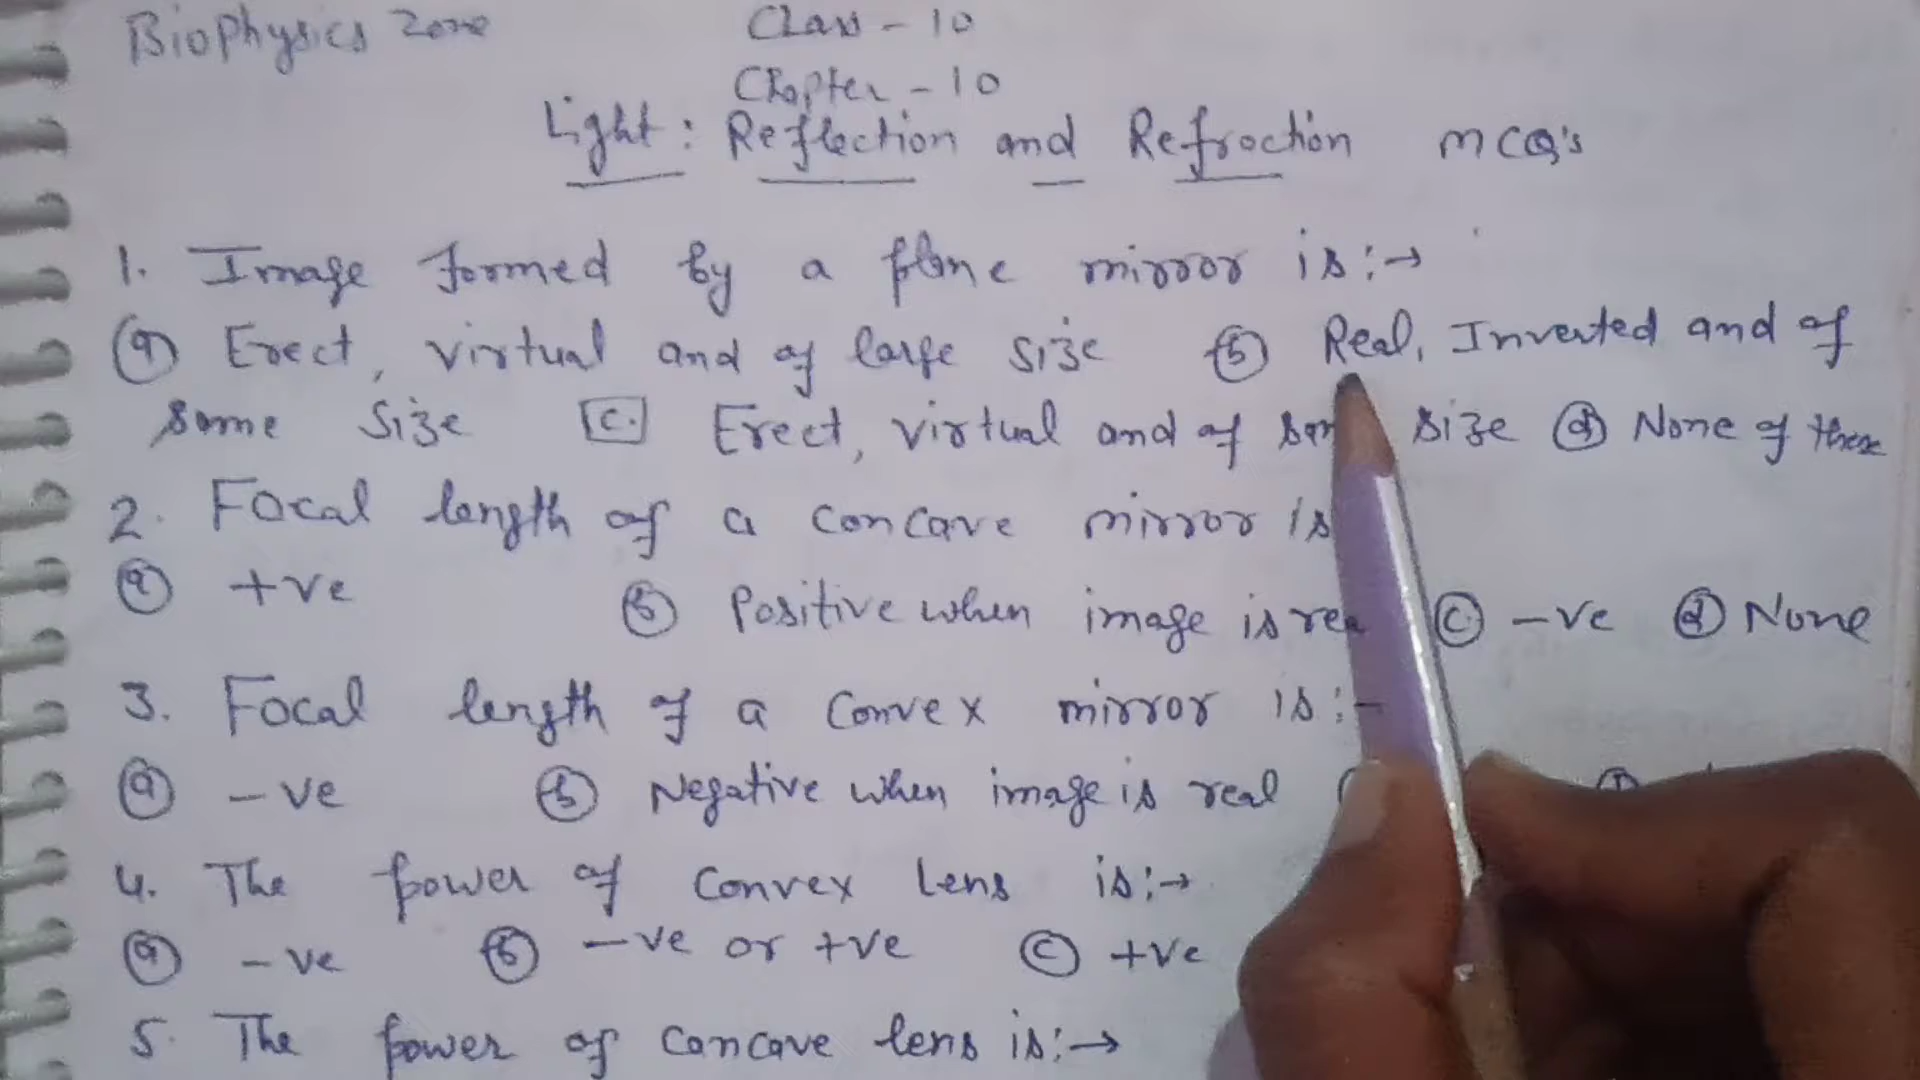 Biophysics Zone
Class - 10
Chapter - 10
Light: Reflection and Refraction MCQ's
1. Image formed by a plane mirror is:→
(a) Erect, virtual and of large size (b) Real, Inverted and of
same size [C.] Erect, virtual and of size (d) None of these
2. Focal length of a concave mirror is
(a) +ve (b) Positive when image is (c) -ve (d) None
3. Focal length of a convex mirror is:-
(a) -ve (b) Negative when image is real
4. The power of convex lens is:→
(a) -ve (b) -ve or +ve (c) +ve
5. The power of concave lens is:→